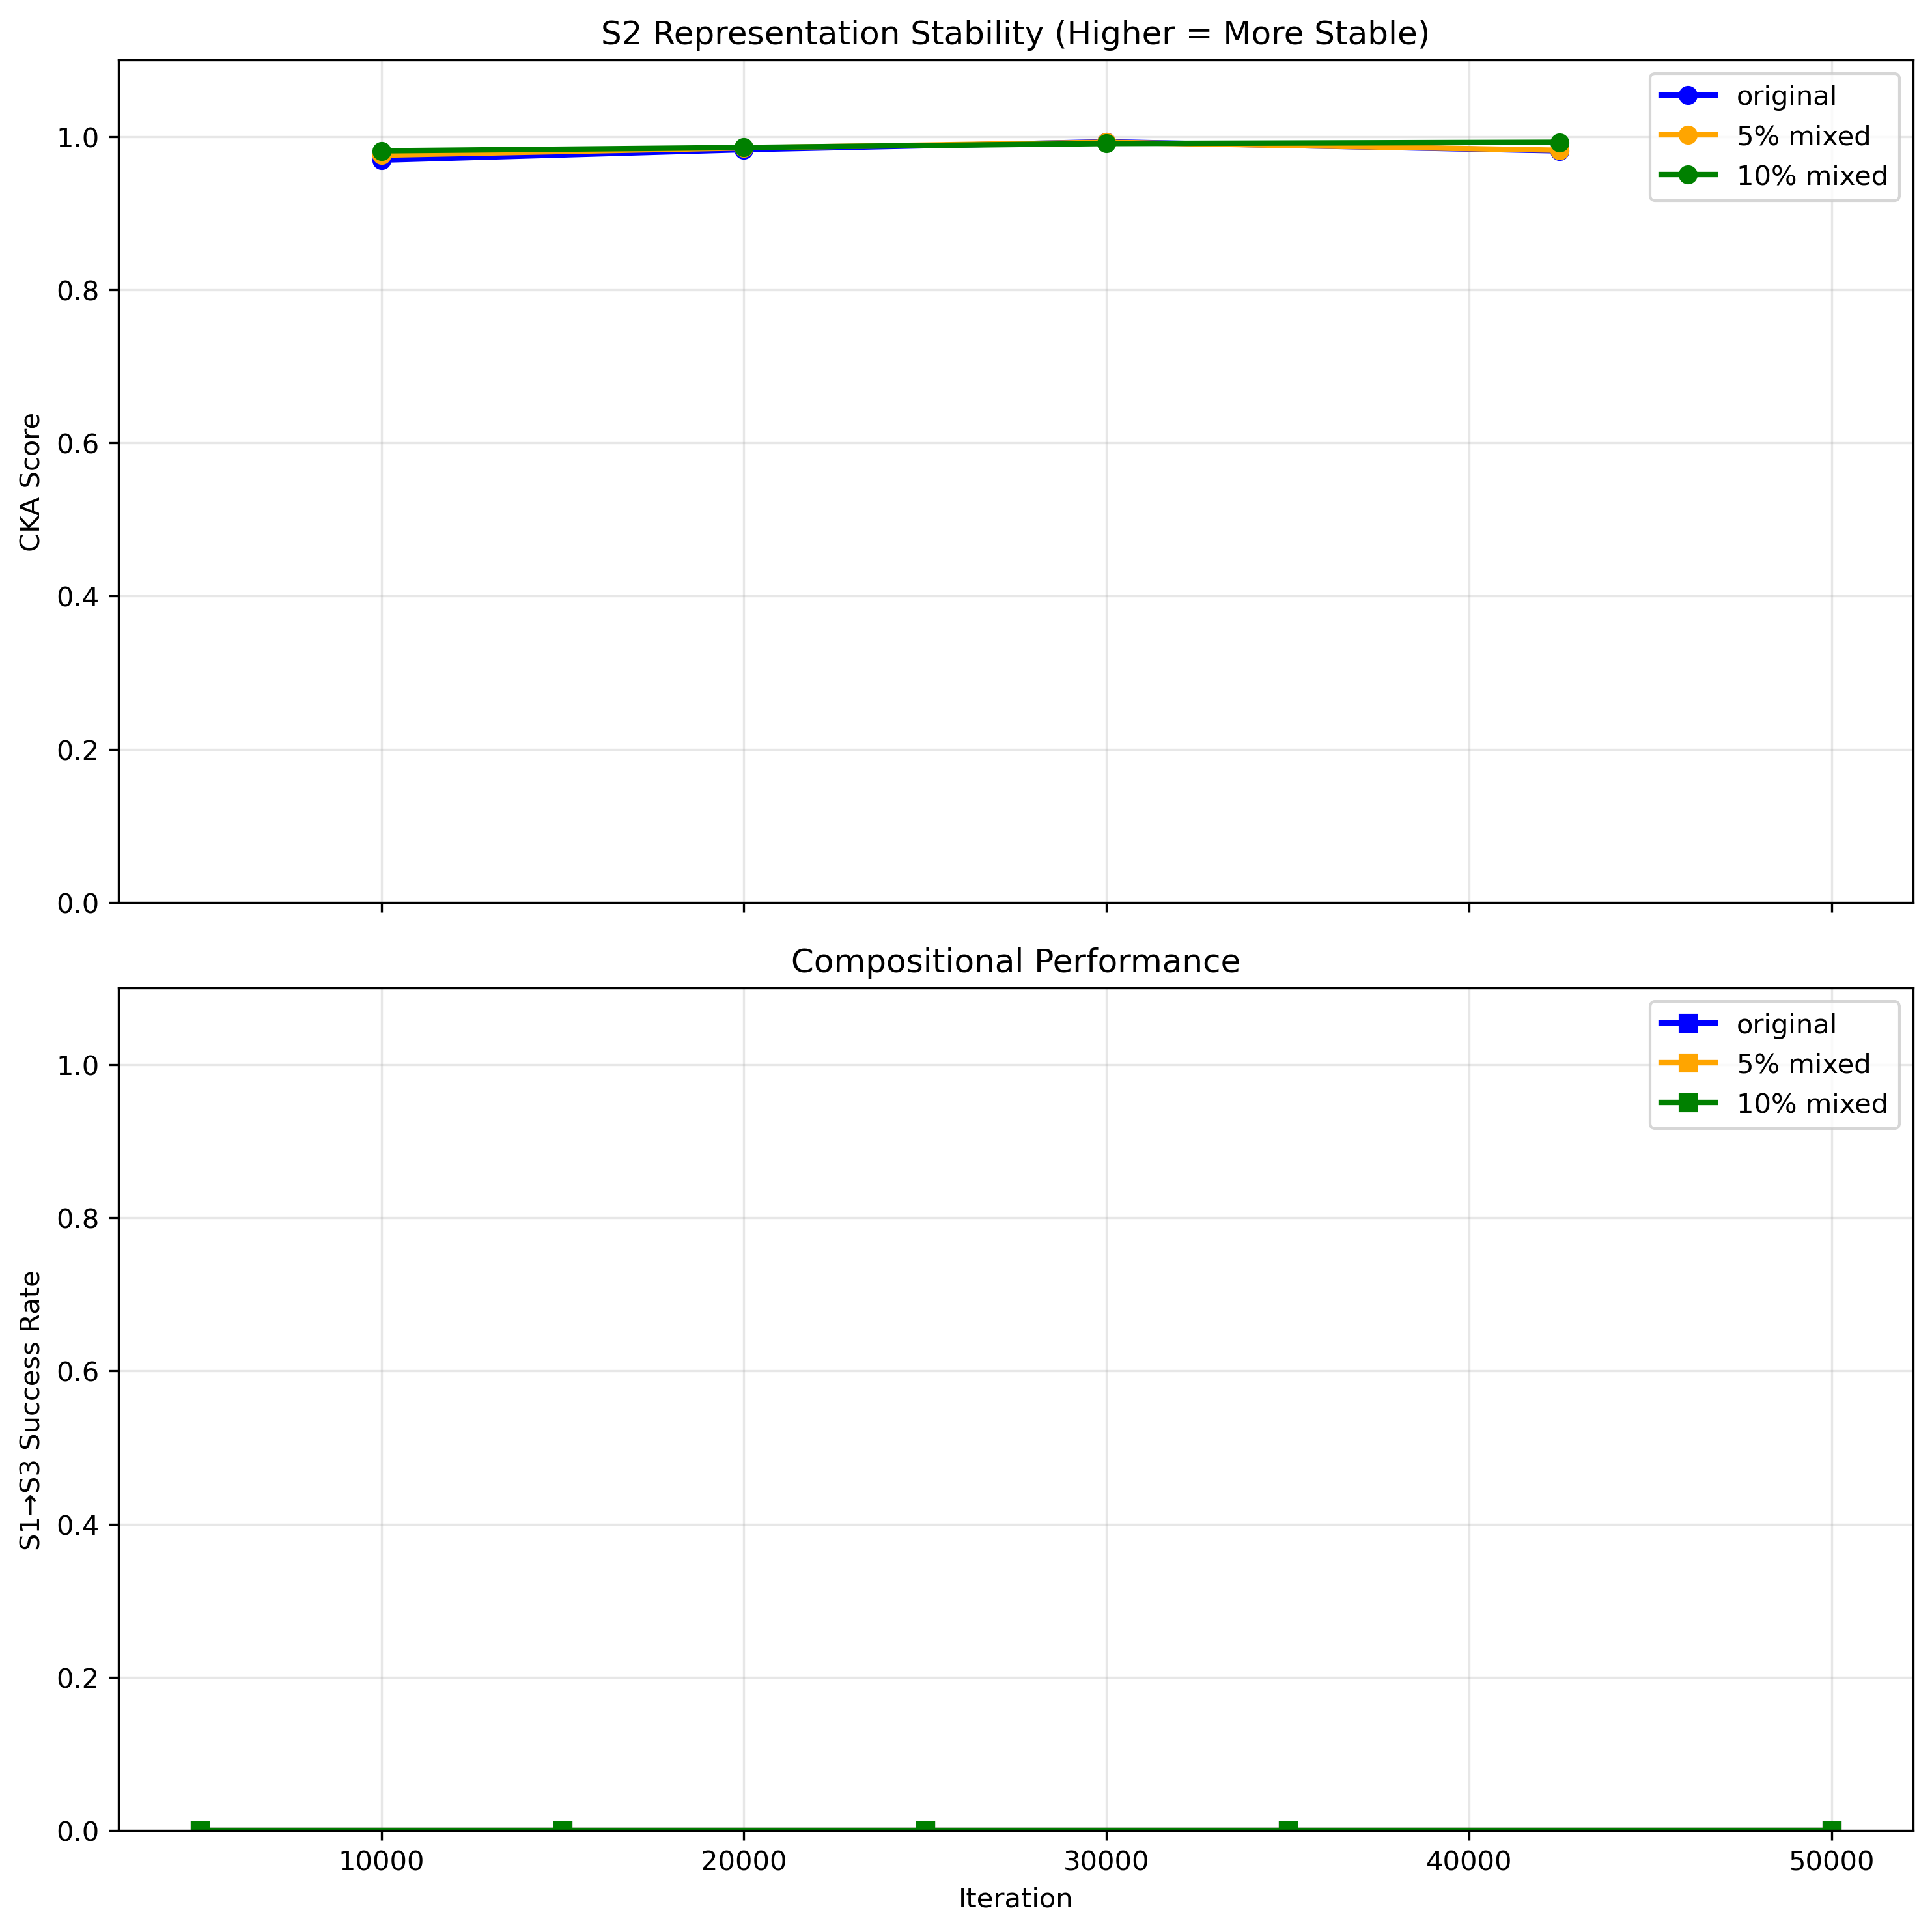 S2 Representation Stability (Higher = More Stable)
original
5% mixed
10% mixed
CKA Score
1.0
0.8
0.6
0.4
0.2
0.0
Compositional Performance
original
5% mixed
10% mixed
S1→S3 Success Rate
1.0
0.8
0.6
0.4
0.2
0.0
10000 20000 30000 40000 50000
Iteration